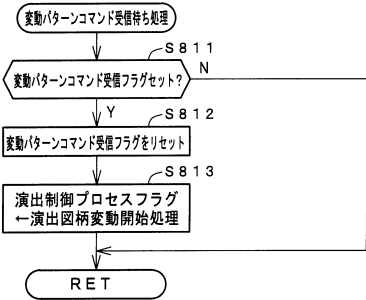 変動パターンコマンド受信待ち処理
S811
変動パターンコマンド受信フラグセット？
N
Y
S812
変動パターンコマンド受信フラグをリセット
S813
演出制御プロセスフラグ
←演出図柄変動開始処理
RET